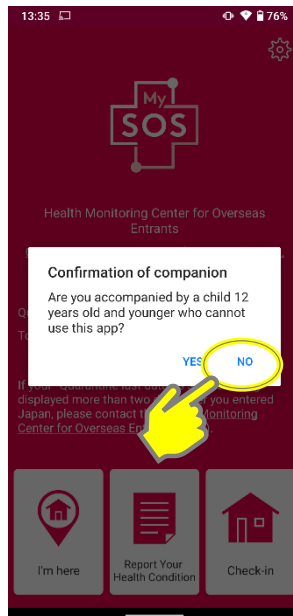 13:35
76%
My
SOS
Health Monitoring Center for Overseas
Entrants
Confirmation of companion
Are you accompanied by a child 12
years old and younger who cannot
use this app?
YES
NO
If your "Quarantine last
displayed more than two you entered
Japan, please contact Monitoring
Center for Overseas
I'm here
Report Your
Health Condition
Check-in